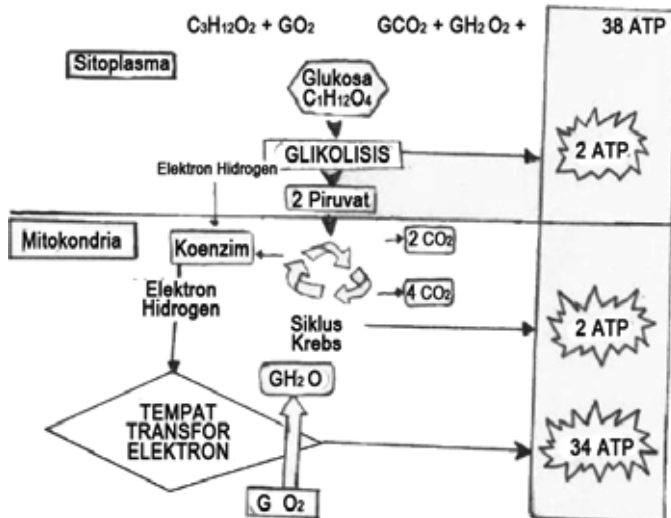 C₃H₁₂O₂ + GO₂ GCO₂ + GH₂O₂ + 38 ATP
Sitoplasma
Glukosa
C₁H₁₂O₄
GLIKOLISIS
2 ATP
Elektron Hidrogen
2 Piruvat
Mitokondria
Koenzim
2 CO₂
4 CO₂
Elektron
Hidrogen
Siklus
Krebs
2 ATP
GH₂O
TEMPAT
TRANSFOR
ELEKTRON
34 ATP
G O₂